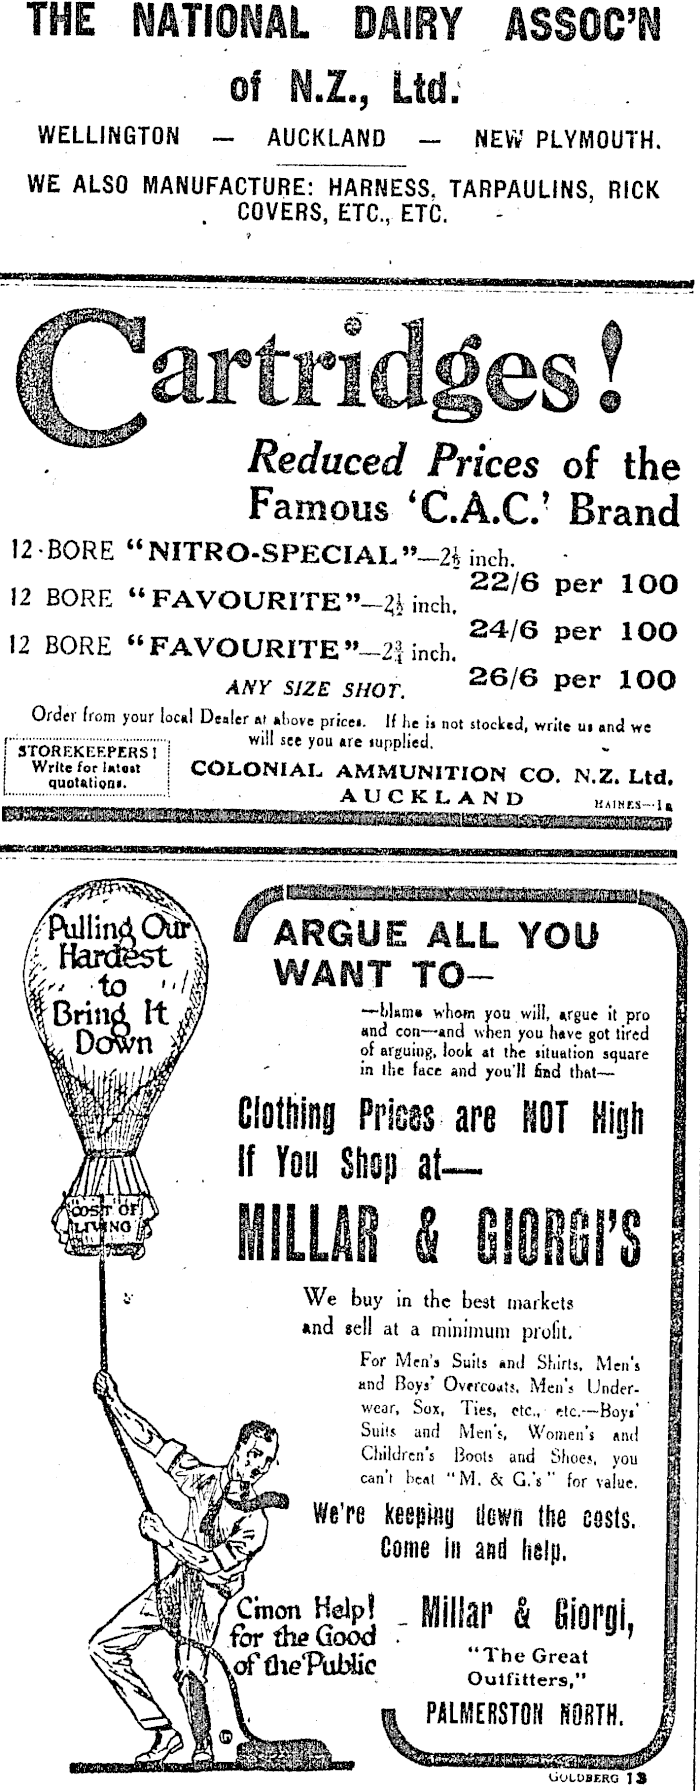 THE NATIONAL DAIRY ASSOC'N
of N.Z., Ltd.
WELLINGTON — AUCKLAND — NEW PLYMOUTH.
WE ALSO MANUFACTURE: HARNESS, TARPAULINS, RICK
COVERS, ETC., ETC.
Cartridges!
Reduced Prices of the
Famous 'C.A.C.' Brand
12-BORE "NITRO-SPECIAL"—2½ inch.
22/6 per 100
12 BORE "FAVOURITE"—2½ inch.
24/6 per 100
12 BORE "FAVOURITE"—2¾ inch.
26/6 per 100
ANY SIZE SHOT.
Order from your local Dealer at above prices. If he is not stocked, write us and we
will see you are supplied.
STOREKEEPERS!
Write for latest
quotations.
COLONIAL AMMUNITION CO. N.Z. Ltd.
AUCKLAND
HAINES—1a
Pulling Our
Hardest
to
Bring It
Down
"COST OF
LIVING
C'mon Help!
for the Good
of the Public
G
ARGUE ALL YOU
WANT TO—
—blame whom you will, argue it pro
and con—and when you have got tired
of arguing, look at the situation square
in the face and you'll find that—
Clothing Prices are NOT High
If You Shop at—
MILLAR & GIORGI'S
We buy in the best markets
and sell at a minimum profit.
For Men's Suits and Shirts, Men's
and Boys' Overcoats, Men's Under-
wear, Sox, Ties, etc., etc.—Boys'
Suits and Men's, Women's and
Children's Boots and Shoes, you
can't beat "M. & G.'s" for value.
We're keeping down the costs.
Come in and help.
Millar & Giorgi,
"The Great
Outfitters,"
PALMERSTON NORTH.
GOLDBERG 13